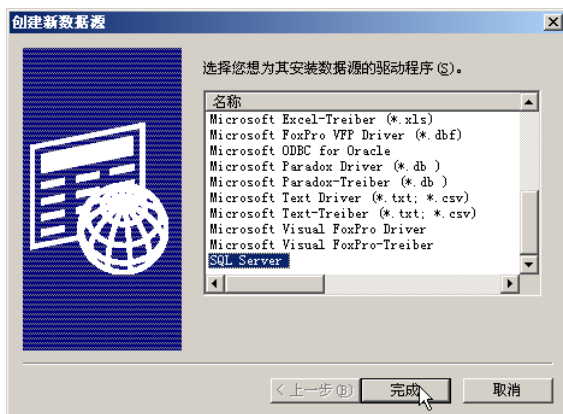 创建新数据源
选择您想为其安装数据源的驱动程序(S)。
名称
Microsoft Excel-Treiber (*.xls)
Microsoft FoxPro VFP Driver (*.dbf)
Microsoft ODBC for Oracle
Microsoft Paradox Driver (*.db )
Microsoft Paradox-Treiber (*.db )
Microsoft Text Driver (*.txt; *.csv)
Microsoft Text-Treiber (*.txt; *.csv)
Microsoft Visual FoxPro Driver
Microsoft Visual FoxPro-Treiber
SQL Server
< 上一步(B) 完成 取消